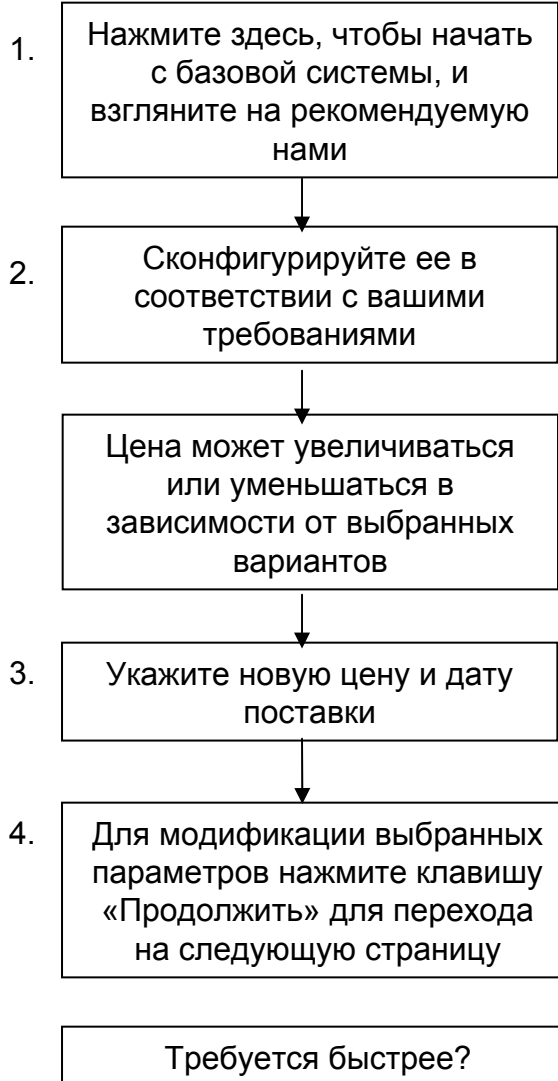 1.
Нажмите здесь, чтобы начать
с базовой системы, и
взгляните на рекомендуемую
нами
2.
Сконфигурируйте ее в
соответствии с вашими
требованиями
Цена может увеличиваться
или уменьшаться в
зависимости от выбранных
вариантов
3.
Укажите новую цену и дату
поставки
4.
Для модификации выбранных
параметров нажмите клавишу
«Продолжить» для перехода
на следующую страницу
Требуется быстрее?